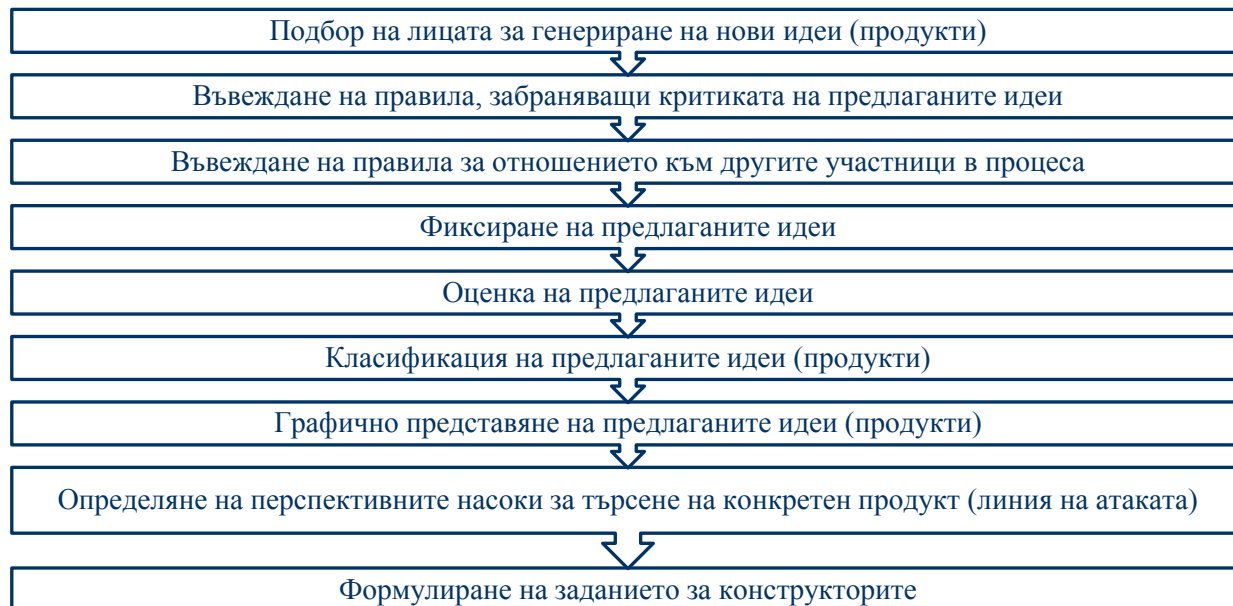 Подбор на лицата за генериране на нови идеи (продукти)
Въвеждане на правила, забраняващи критиката на предлаганите идеи
Въвеждане на правила за отношението към другите участници в процеса
Фиксиране на предлаганите идеи
Оценка на предлаганите идеи
Класификация на предлаганите идеи (продукти)
Графично представяне на предлаганите идеи (продукти)
Определяне на перспективните насоки за търсене на конкретен продукт (линия на атаката)
Формулиране на заданието за конструкторите